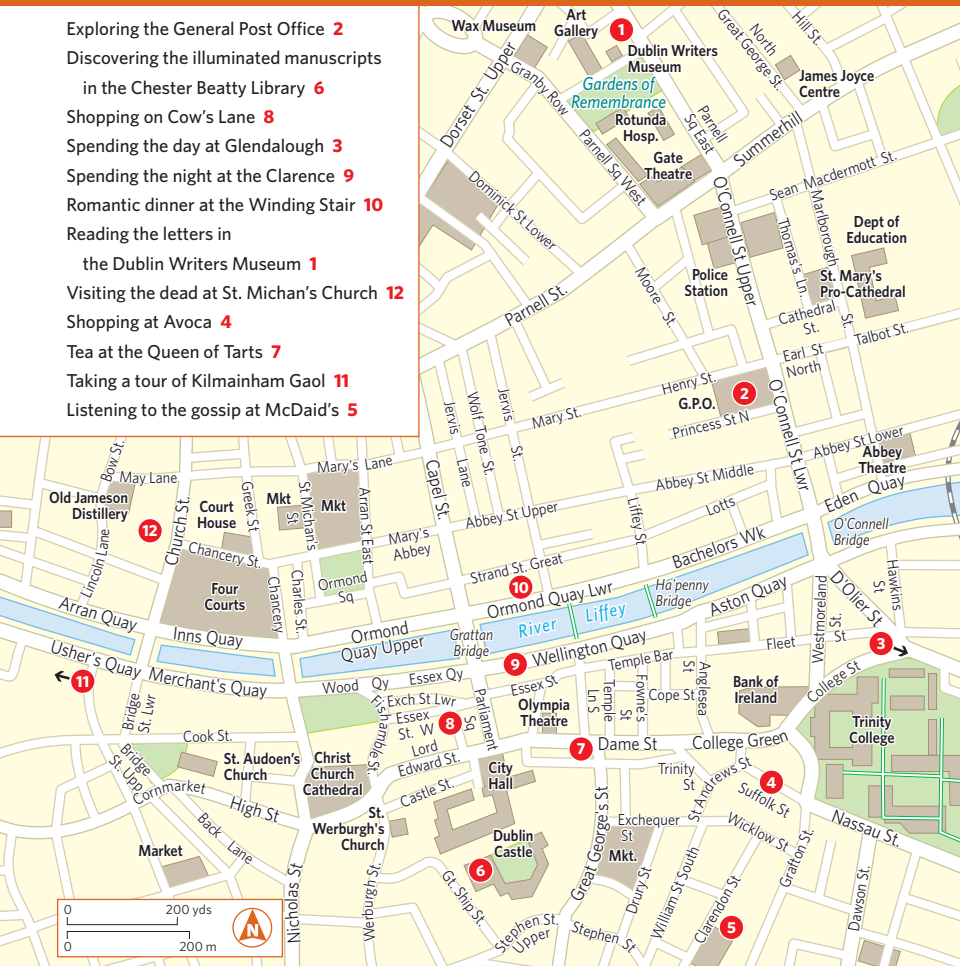 Exploring the General Post Office 2
Discovering the illuminated manuscripts
in the Chester Beatty Library 6
Shopping on Cow's Lane 8
Spending the day at Glendalough 3
Spending the night at the Clarence 9
Romantic dinner at the Winding Stair 10
Reading the letters in
the Dublin Writers Museum 1
Visiting the dead at St. Michan's Church 12
Shopping at Avoca 4
Tea at the Queen of Tarts 7
Taking a tour of Kilmainham Gaol 11
Listening to the gossip at McDaid's 5
Wax Museum
Art
Gallery
1
Dublin Writers
Museum
North
Great George St.
Hill St.
James Joyce
Centre
Gardens of
Remembrance
Granby Row
Dorset St. Upper
Rotunda
Hosp.
Parnell
Sq East
Summerhill
Gate
Theatre
Parnell Sq West
Dominick St Lower
Sean Macdermott St.
O'Connell St Upper
Thomas's Ln.
Marlborough
St.
Dept of
Education
Police
Station
St. Mary's
Pro-Cathedral
Moore St.
Parnell St.
Cathedral
St.
Talbot St.
Earl St
North
Henry St.
G.P.O.
2
Princess St N
O'Connell St Lwr
Jervis
Lane
Wolf Tone St.
Jervis
St.
Mary St.
Abbey St Lower
Abbey
Theatre
Bow St.
May Lane
Mary's Lane
Capel St.
Abbey St Middle
Eden Quay
Old Jameson
Distillery
12
Church St.
Court
House
Greek St
Mkt
St Michan's
St
Mkt
Arran St East
Mary's
Abbey
Abbey St Upper
Liffey St
Lotts
O'Connell
Bridge
Lincoln Lane
Chancery St.
Four
Courts
Chancery
Charles St.
Ormond
Sq
Strand St. Great
10
Ormond Quay Lwr
Bachelors Wk
Ha'penny
Bridge
Aston Quay
Westmoreland
St.
D'Olier St
Hawkins
St
Arran Quay
Inns Quay
Ormond
Quay Upper
Grattan
Bridge
River Liffey
Usher's Quay
11
Merchant's Quay
Wood Qy
Essex Qy
9
Wellington Quay
Fleet St
3
Temple Bar
Essex St
Bridge
St. Lwr
Exch St Lwr
Essex
St. W
8
Sq
Parliament
Olympia
Theatre
Temple
Ln S
Fowne's
St
Cope St
Anglesea
St
Bank of
Ireland
College St
Trinity
College
Cook St.
Fishamble St.
Lord
Edward St.
7
Dame St
College Green
Bridge
St. Upp.
St. Audoen's
Church
Christ
Church
Cathedral
Castle St.
City
Hall
Trinity
St
St Andrews St
4
Suffolk St
Cornmarket
High St
St.
Werburgh's
Church
Great George's St
Exchequer
St
Wicklow St
Nassau St.
Back Lane
Market
Dublin
Castle
Mkt.
6
Gt. Ship St.
Drury St
William St South
Grafton St.
Clarendon St
5
Dawson St.
Nicholas St
Werburgh St.
Stephen St.
Upper
Stephen St
0 200 yds
0 200 m
N